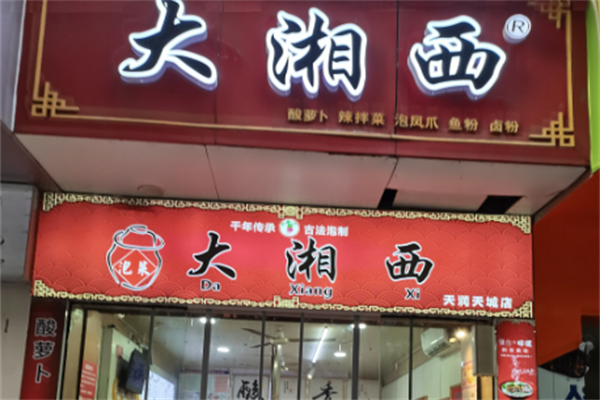 大湘西®
酸萝卜 辣拌菜 泡凤爪 鱼粉 卤粉
千年传承 古法泡制
泡菜
大湘西
Da Xiang Xi
天润天城店
酸萝卜